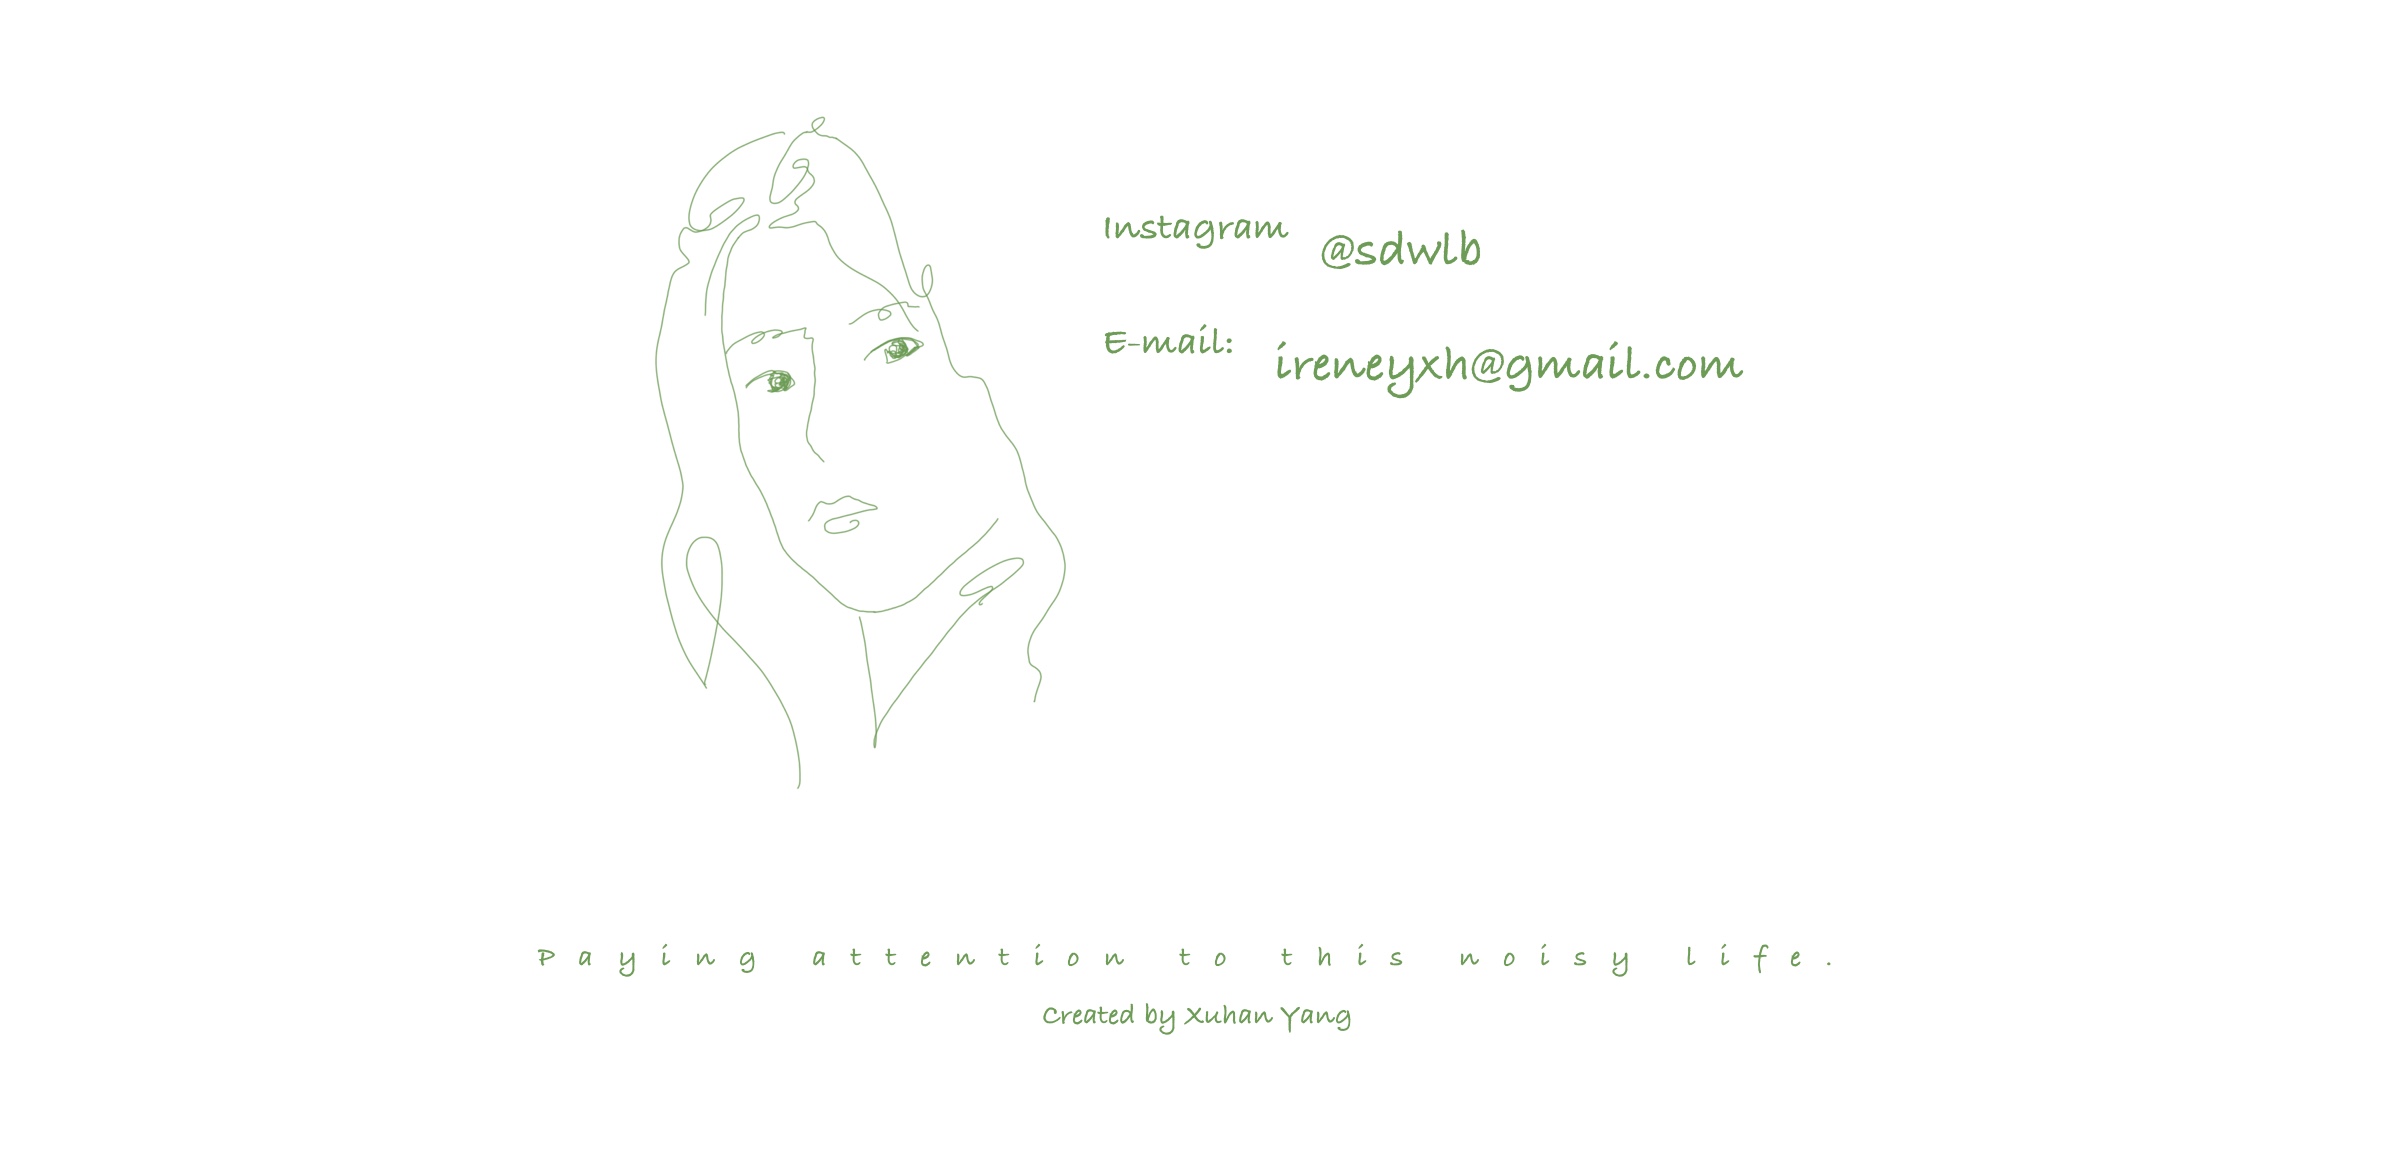 Instagram @sdwlb
E-mail: ireneyxh@gmail.com
Paying attention to this noisy life.
Created by Xuhan Yang